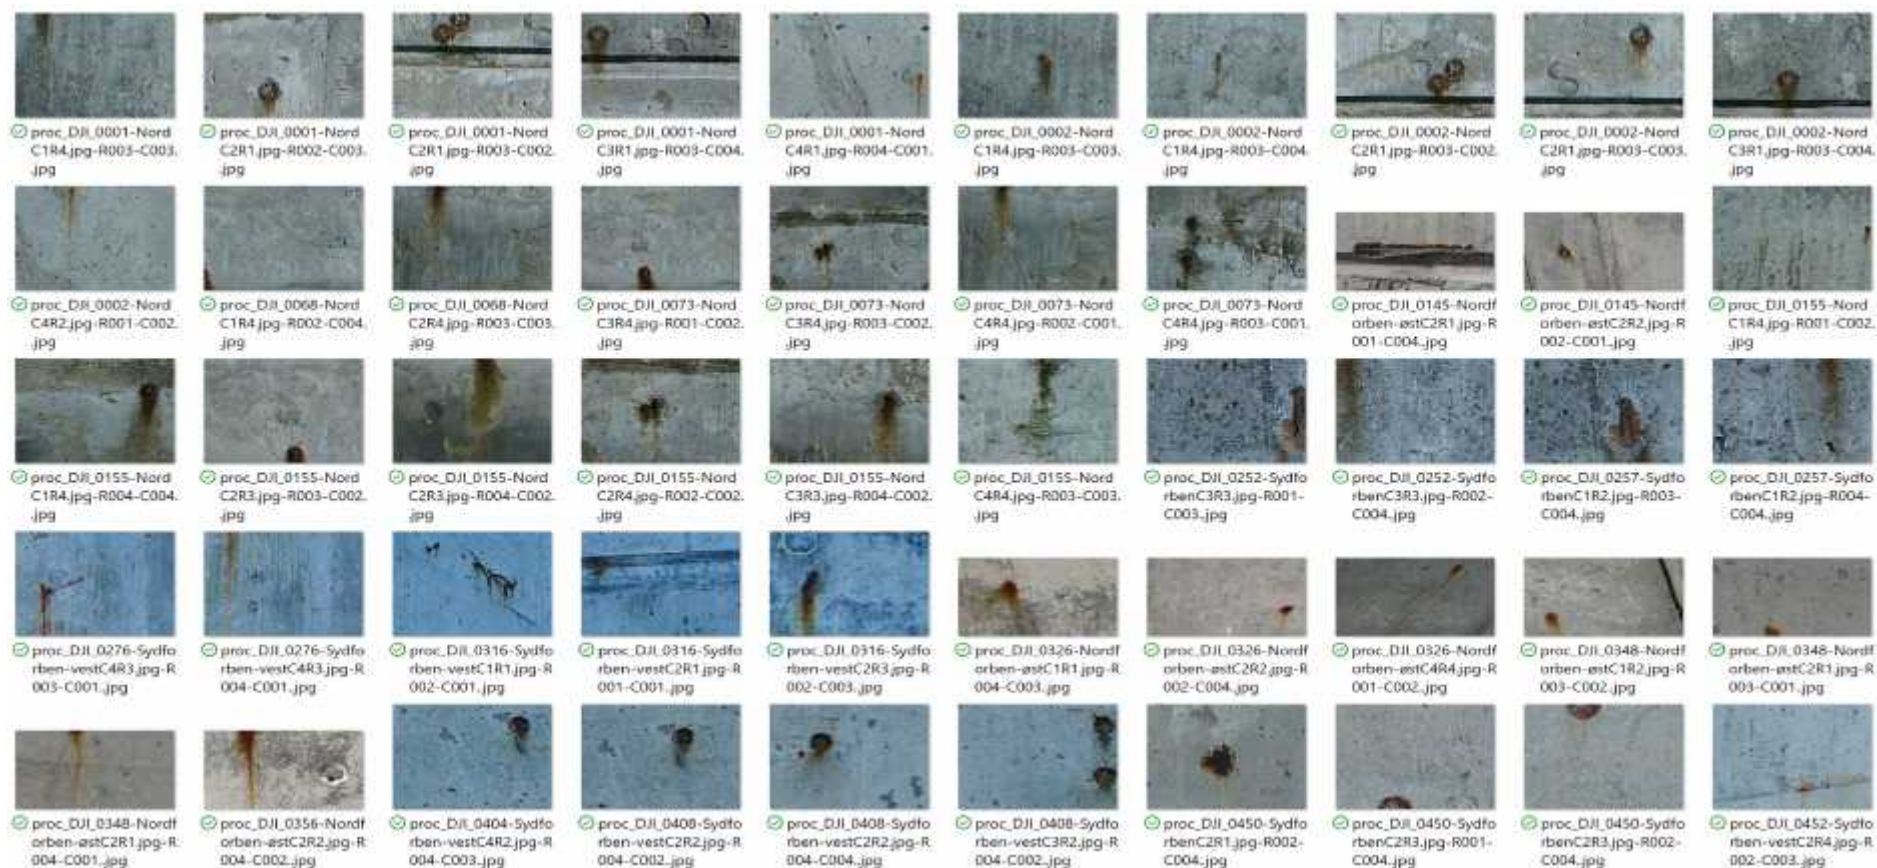 proc_DJI_0001-Nord proc_DJI_0001-Nord proc_DJI_0001-Nord proc_DJI_0001-Nord proc_DJI_0001-Nord proc_DJI_0002-Nord proc_DJI_0002-Nord proc_DJI_0002-Nord proc_DJI_0002-Nord proc_DJI_0002-Nord
C1R4.jpg-R003-C003. C2R1.jpg-R002-C003. C2R1.jpg-R003-C002. C3R1.jpg-R003-C004. C4R1.jpg-R004-C001. C1R4.jpg-R003-C003. C1R4.jpg-R003-C004. C2R1.jpg-R003-C002. C2R1.jpg-R003-C003. C3R1.jpg-R003-C004.
.jpg .jpg .jpg .jpg .jpg .jpg .jpg .jpg .jpg .jpg
proc_DJI_0002-Nord proc_DJI_0068-Nord proc_DJI_0068-Nord proc_DJI_0073-Nord proc_DJI_0073-Nord proc_DJI_0073-Nord proc_DJI_0073-Nord proc_DJI_0145-Nordf proc_DJI_0145-Nordf proc_DJI_0155-Nord
C4R2.jpg-R001-C002. C1R4.jpg-R002-C004. C2R4.jpg-R003-C003. C3R4.jpg-R001-C002. C3R4.jpg-R003-C002. C4R4.jpg-R002-C001. C4R4.jpg-R003-C001. orben-østC2R1.jpg-R orben-østC2R2.jpg-R C1R4.jpg-R001-C002.
.jpg .jpg .jpg .jpg .jpg .jpg .jpg 001-C004..jpg 002-C001..jpg .jpg
proc_DJI_0155-Nord proc_DJI_0155-Nord proc_DJI_0155-Nord proc_DJI_0155-Nord proc_DJI_0155-Nord proc_DJI_0155-Nord proc_DJI_0252-Sydfo proc_DJI_0252-Sydfo proc_DJI_0257-Sydfo proc_DJI_0257-Sydfo
C1R4.jpg-R004-C004. C2R3.jpg-R003-C002. C2R3.jpg-R004-C002. C2R4.jpg-R002-C002. C3R3.jpg-R004-C002. C4R4.jpg-R003-C003. rbenC3R3.jpg-R001- rbenC3R3.jpg-R002- rbenC1R2.jpg-R003- rbenC1R2.jpg-R004-
.jpg .jpg .jpg .jpg .jpg .jpg C003..jpg C004..jpg C004..jpg C004..jpg
proc_DJI_0276-Sydfo proc_DJI_0276-Sydfo proc_DJI_0316-Sydfo proc_DJI_0316-Sydfo proc_DJI_0316-Sydfo proc_DJI_0326-Nordf proc_DJI_0326-Nordf proc_DJI_0326-Nordf proc_DJI_0348-Nordf proc_DJI_0348-Nordf
rben-vestC4R3.jpg-R rben-vestC4R3.jpg-R rben-vestC1R1.jpg-R rben-vestC2R1.jpg-R rben-vestC2R3.jpg-R orben-østC1R1.jpg-R orben-østC2R2.jpg-R orben-østC4R4.jpg-R orben-østC1R2.jpg-R orben-østC2R1.jpg-R
003-C001..jpg 004-C001..jpg 002-C001..jpg 001-C001..jpg 002-C003..jpg 004-C003..jpg 002-C004..jpg 001-C002..jpg 003-C002..jpg 003-C001..jpg
proc_DJI_0348-Nordf proc_DJI_0356-Nordf proc_DJI_0404-Sydfo proc_DJI_0408-Sydfo proc_DJI_0408-Sydfo proc_DJI_0408-Sydfo proc_DJI_0450-Sydfo proc_DJI_0450-Sydfo proc_DJI_0450-Sydfo proc_DJI_0452-Sydfo
orben-østC2R1.jpg-R orben-østC2R2.jpg-R rben-vestC4R2.jpg-R rben-vestC2R2.jpg-R rben-vestC2R2.jpg-R rben-vestC3R2.jpg-R rbenC2R1.jpg-R002- rbenC2R3.jpg-R001- rbenC2R3.jpg-R002- rben-vestC2R4.jpg-R
004-C001..jpg 004-C002..jpg 004-C003..jpg 004-C002..jpg 004-C004..jpg 004-C002..jpg C004..jpg C004..jpg C004..jpg 002-C003..jpg